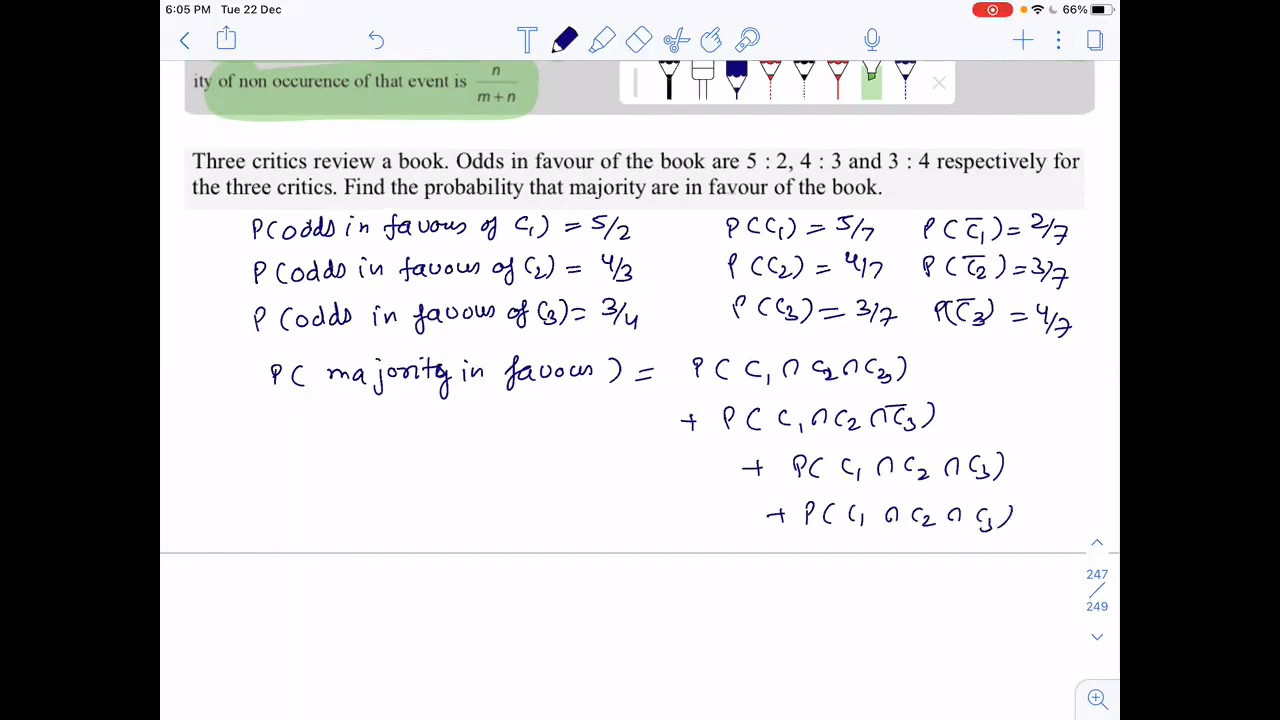 6:05 PM Tue 22 Dec 66%
T
ity of non occurence of that event is n/(m + n)
Three critics review a book. Odds in favour of the book are 5 : 2, 4 : 3 and 3 : 4 respectively for
the three critics. Find the probability that majority are in favour of the book.
P(odds in favour of C₁) = 5/2 P(C₁) = 5/7 P(C̅₁) = 2/7
P(odds in favour of C₂) = 4/3 P(C₂) = 4/7 P(C̅₂) = 3/7
P(odds in favour of C₃) = 3/4 P(C₃) = 3/7 P(C̅₃) = 4/7
P( majority in favour ) = P( C₁ ∩ C₂ ∩ C₃)
+ P( C₁ ∩ C₂ ∩ C̅₃)
+ P( C₁ ∩ C₂ ∩ C₃)
+ P( C₁ ∩ C₂ ∩ C₃)
247
/
249